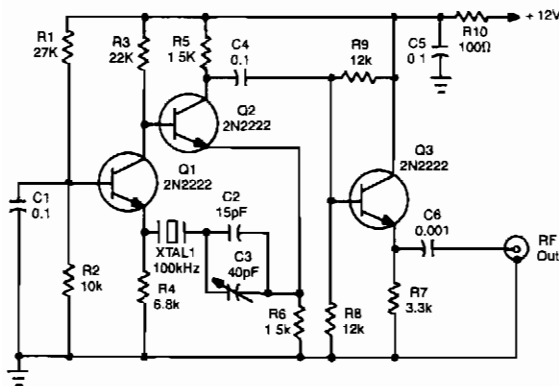 R1
27K
R3
22K
R5
1 5K
C4
0.1
R9
12k
C5
0 1
R10
100Ω
+ 12V
Q2
2N2222
Q1
2N2222
Q3
2N2222
C1
0.1
C2
15pF
C6
0.001
RF
Out
XTAL1
100kHz
C3
40pF
R2
10k
R4
6.8k
R6
1 5k
R8
12k
R7
3.3k